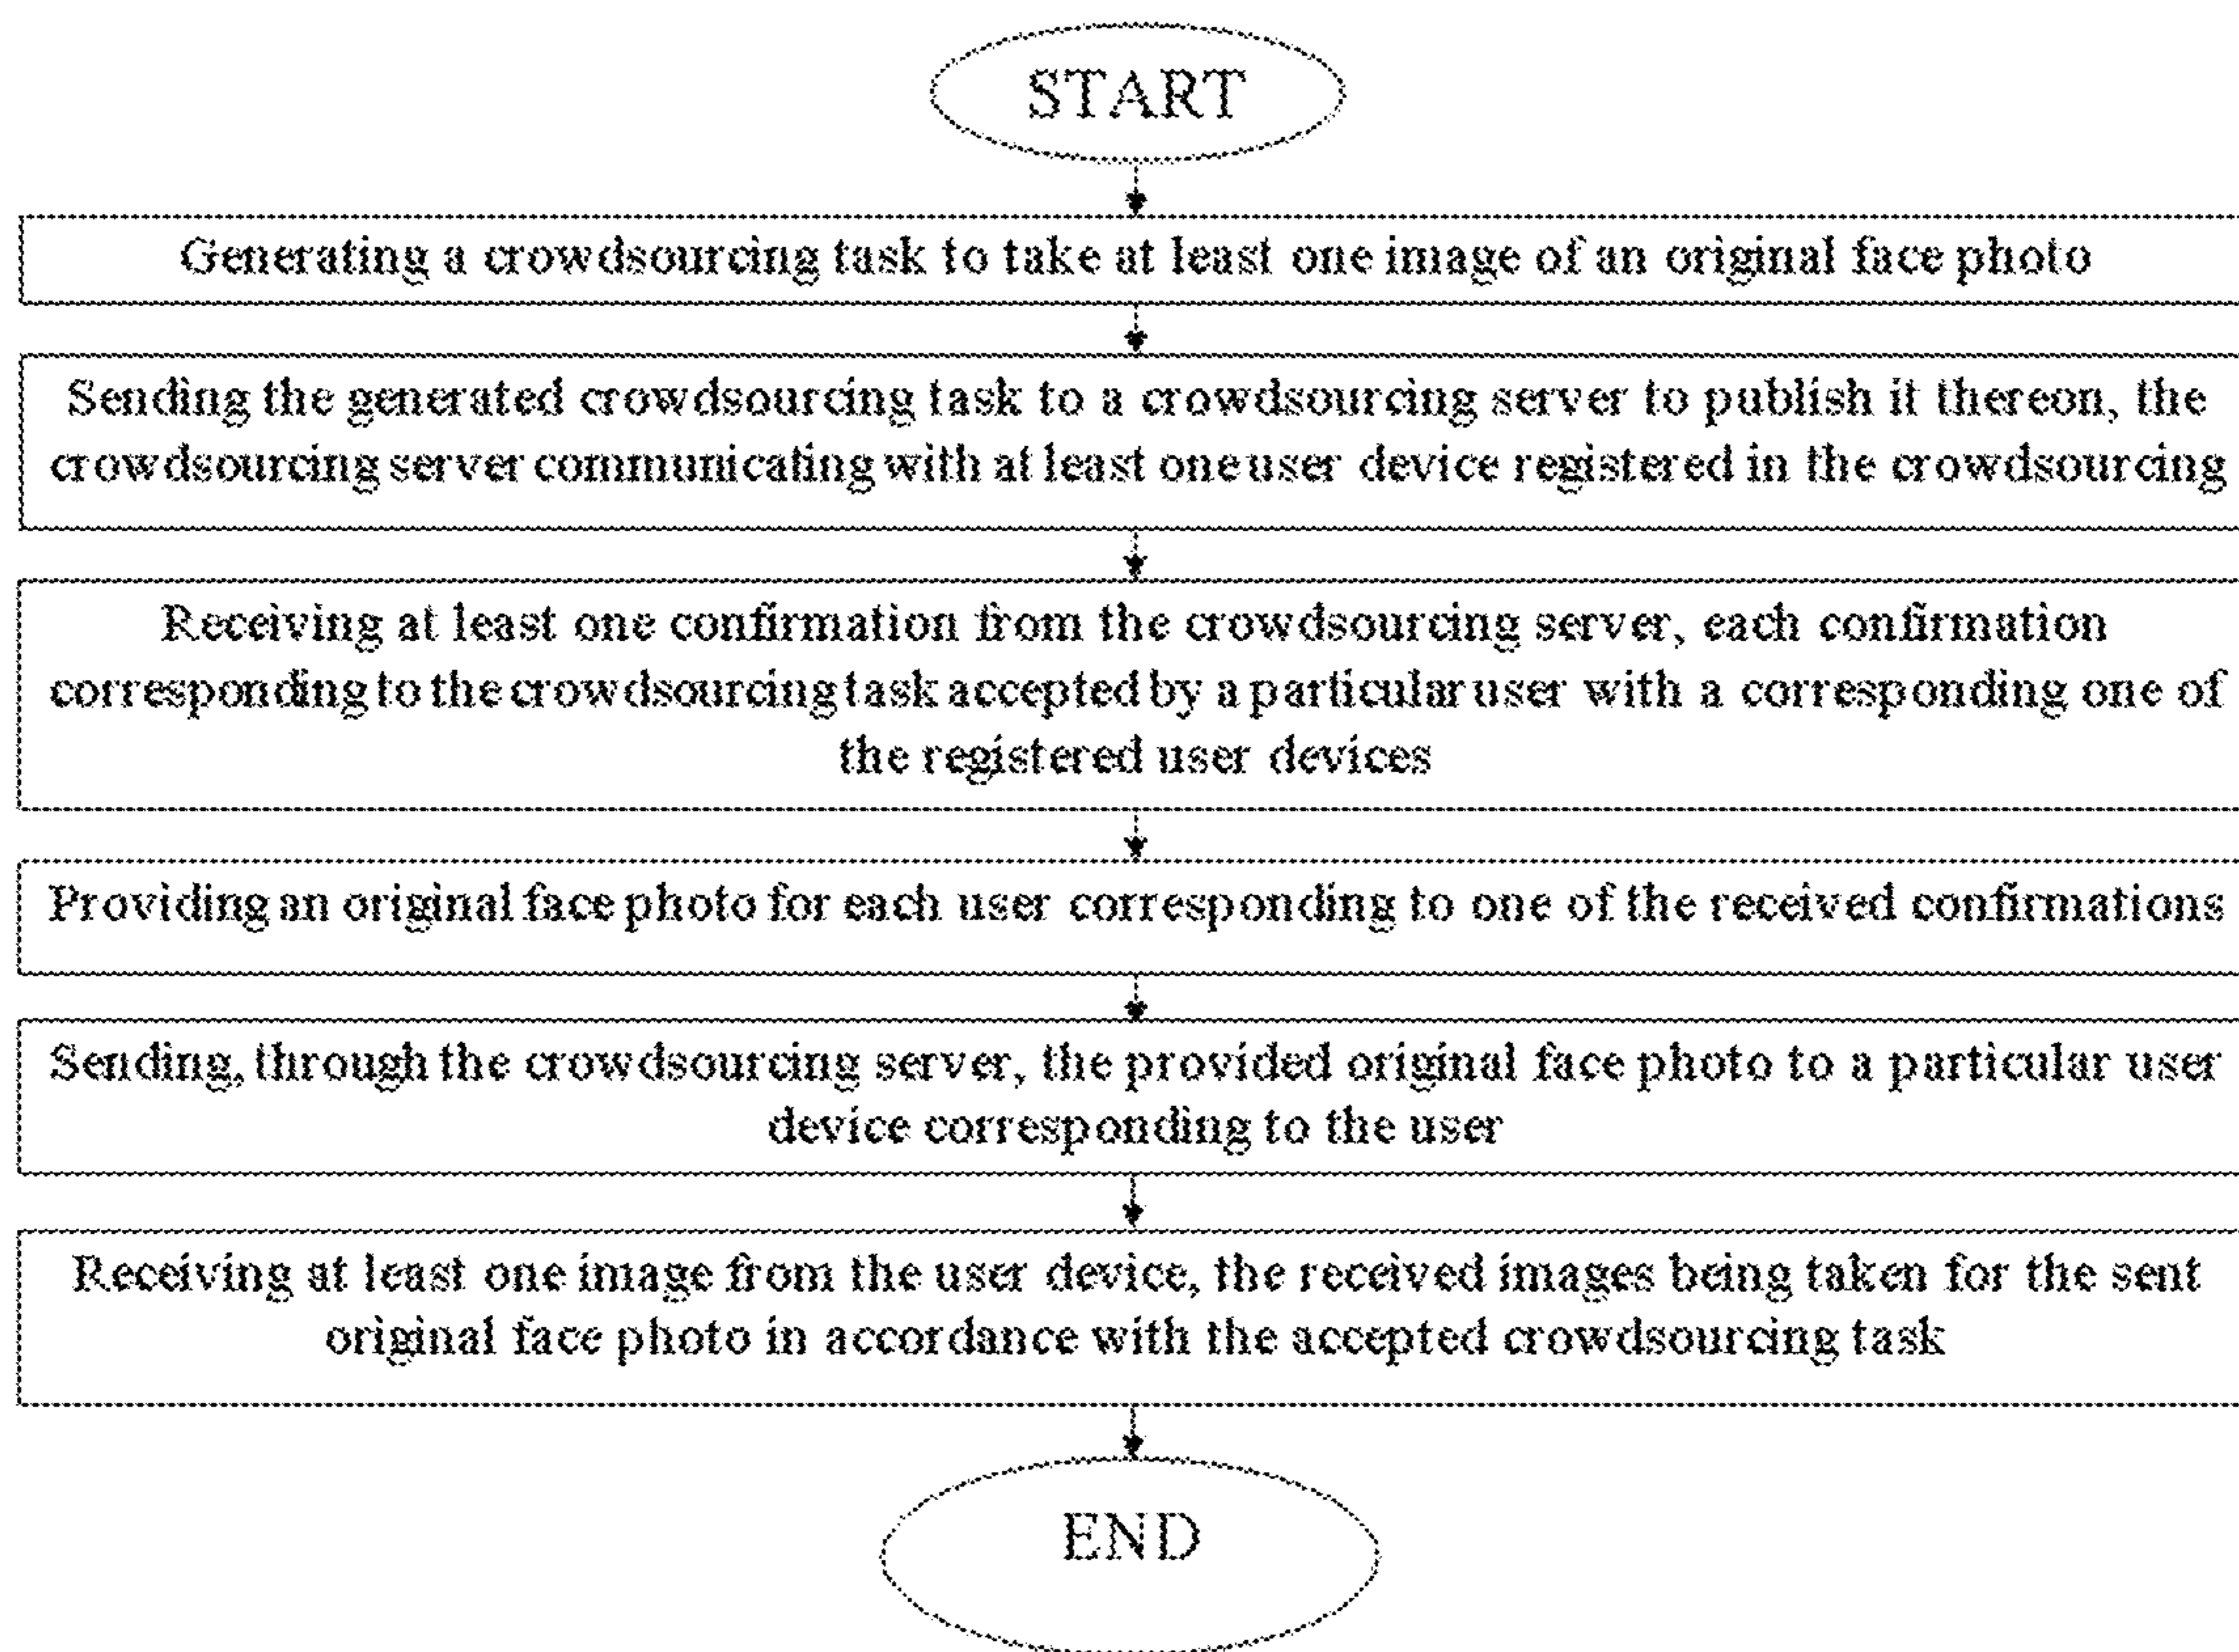 START
Generating a crowdsourcing task to take at least one image of an original face photo
Sending the generated crowdsourcing task to a crowdsourcing server to publish it thereon, the
crowdsourcing server communicating with at least one user device registered in the crowdsourcing
Receiving at least one confirmation from the crowdsourcing server, each confirmation
corresponding to the crowdsourcing task accepted by a particular user with a corresponding one of
the registered user devices
Providing an original face photo for each user corresponding to one of the received confirmations
Sending, through the crowdsourcing server, the provided original face photo to a particular user
device corresponding to the user
Receiving at least one image from the user device, the received images being taken for the sent
original face photo in accordance with the accepted crowdsourcing task
END